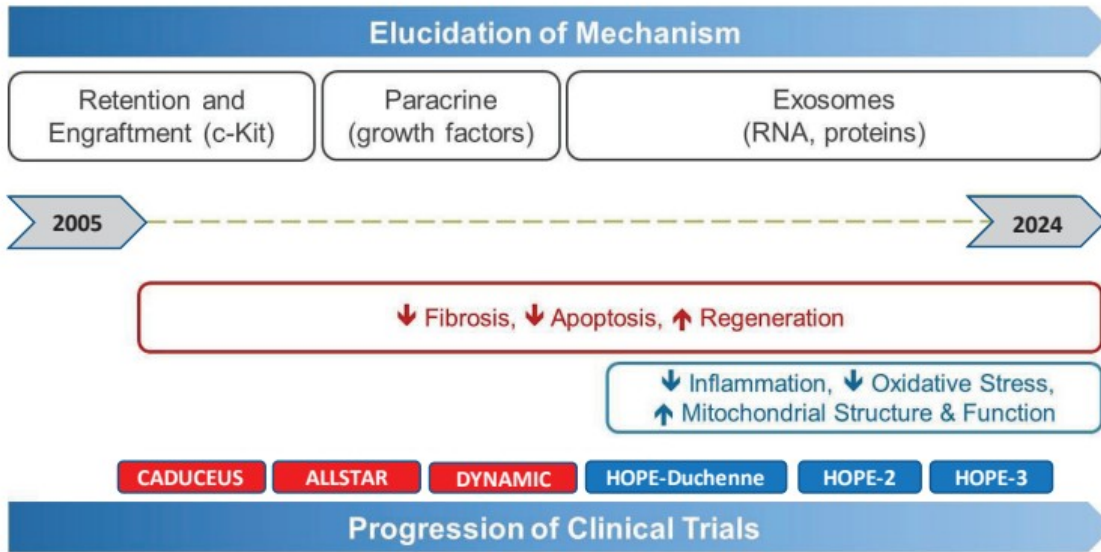 Elucidation of Mechanism
Retention and
Engraftment (c-Kit)
Paracrine
(growth factors)
Exosomes
(RNA, proteins)
2005
2024
↓ Fibrosis, ↓ Apoptosis, ↑ Regeneration
↓ Inflammation, ↓ Oxidative Stress,
↑ Mitochondrial Structure & Function
CADUCEUS
ALLSTAR
DYNAMIC
HOPE-Duchenne
HOPE-2
HOPE-3
Progression of Clinical Trials